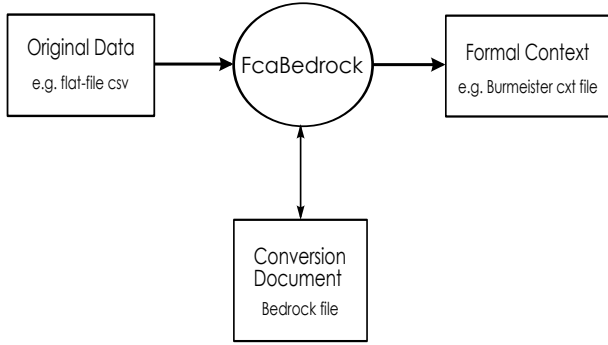 Original Data
e.g. flat-file csv
FcaBedrock
Formal Context
e.g. Burmeister cxt file
Conversion
Document
Bedrock file